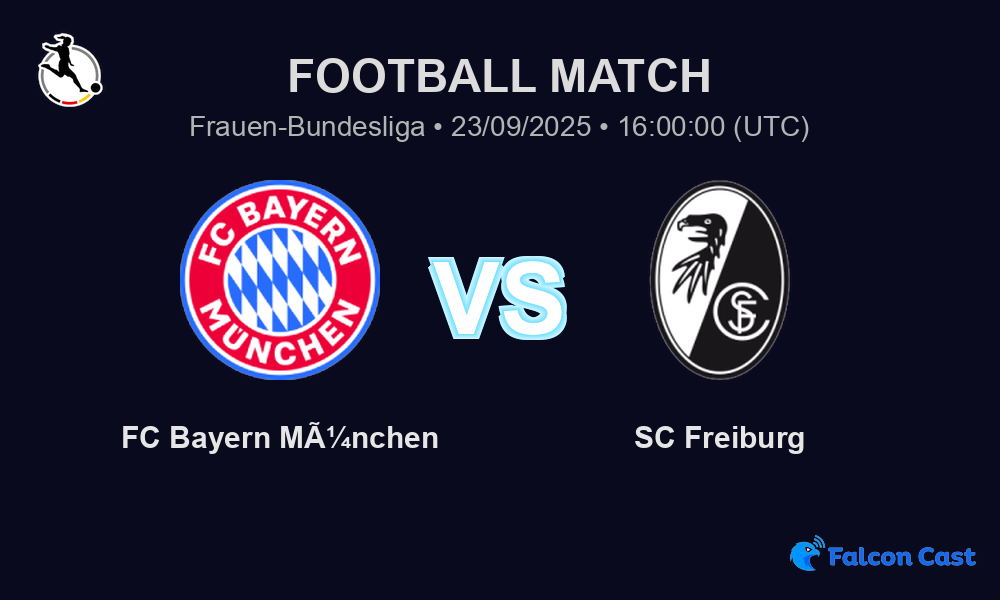 FOOTBALL MATCH
Frauen-Bundesliga • 23/09/2025 • 16:00:00 (UTC)
FC BAYERN
MÜNCHEN
VS
SCF
FC Bayern MÃ¼nchen
SC Freiburg
Falcon Cast